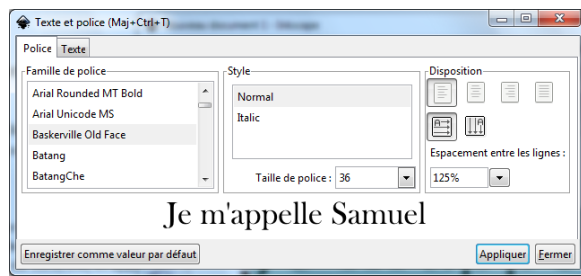 Texte et police (Maj+Ctrl+T)
Police Texte
Famille de police
Arial Rounded MT Bold
Arial Unicode MS
Baskerville Old Face
Batang
BatangChe
Style
Normal
Italic
Taille de police : 36
Disposition
Espacement entre les lignes :
125%
Je m'appelle Samuel
Enregistrer comme valeur par défaut
Appliquer Fermer